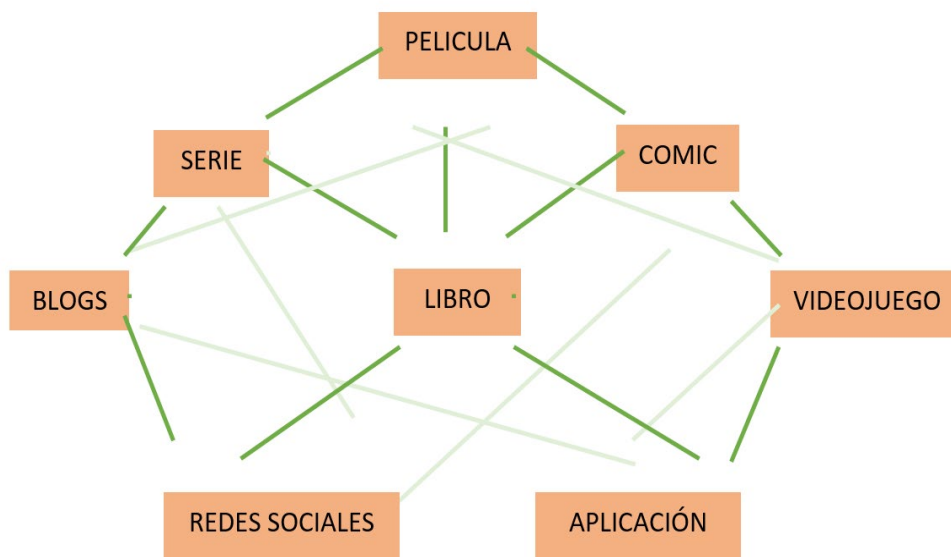 PELICULA
SERIE
COMIC
BLOGS
LIBRO
VIDEOJUEGO
REDES SOCIALES
APLICACIÓN